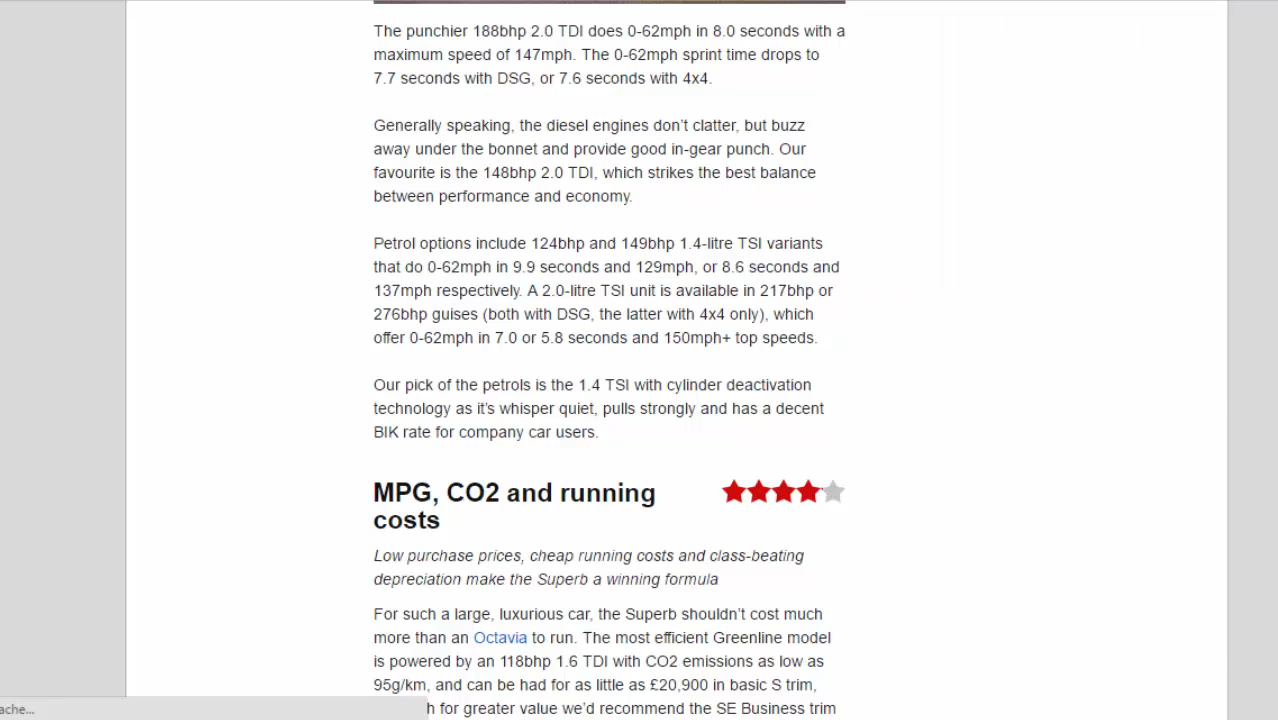 The punchier 188bhp 2.0 TDI does 0-62mph in 8.0 seconds with a
maximum speed of 147mph. The 0-62mph sprint time drops to
7.7 seconds with DSG, or 7.6 seconds with 4x4.
Generally speaking, the diesel engines don't clatter, but buzz
away under the bonnet and provide good in-gear punch. Our
favourite is the 148bhp 2.0 TDI, which strikes the best balance
between performance and economy.
Petrol options include 124bhp and 149bhp 1.4-litre TSI variants
that do 0-62mph in 9.9 seconds and 129mph, or 8.6 seconds and
137mph respectively. A 2.0-litre TSI unit is available in 217bhp or
276bhp guises (both with DSG, the latter with 4x4 only), which
offer 0-62mph in 7.0 or 5.8 seconds and 150mph+ top speeds.
Our pick of the petrols is the 1.4 TSI with cylinder deactivation
technology as it's whisper quiet, pulls strongly and has a decent
BIK rate for company car users.
MPG, CO2 and running
costs
Low purchase prices, cheap running costs and class-beating
depreciation make the Superb a winning formula
For such a large, luxurious car, the Superb shouldn't cost much
more than an Octavia to run. The most efficient Greenline model
is powered by an 118bhp 1.6 TDI with CO2 emissions as low as
95g/km, and can be had for as little as £20,900 in basic S trim,
for greater value we'd recommend the SE Business trim
ache...